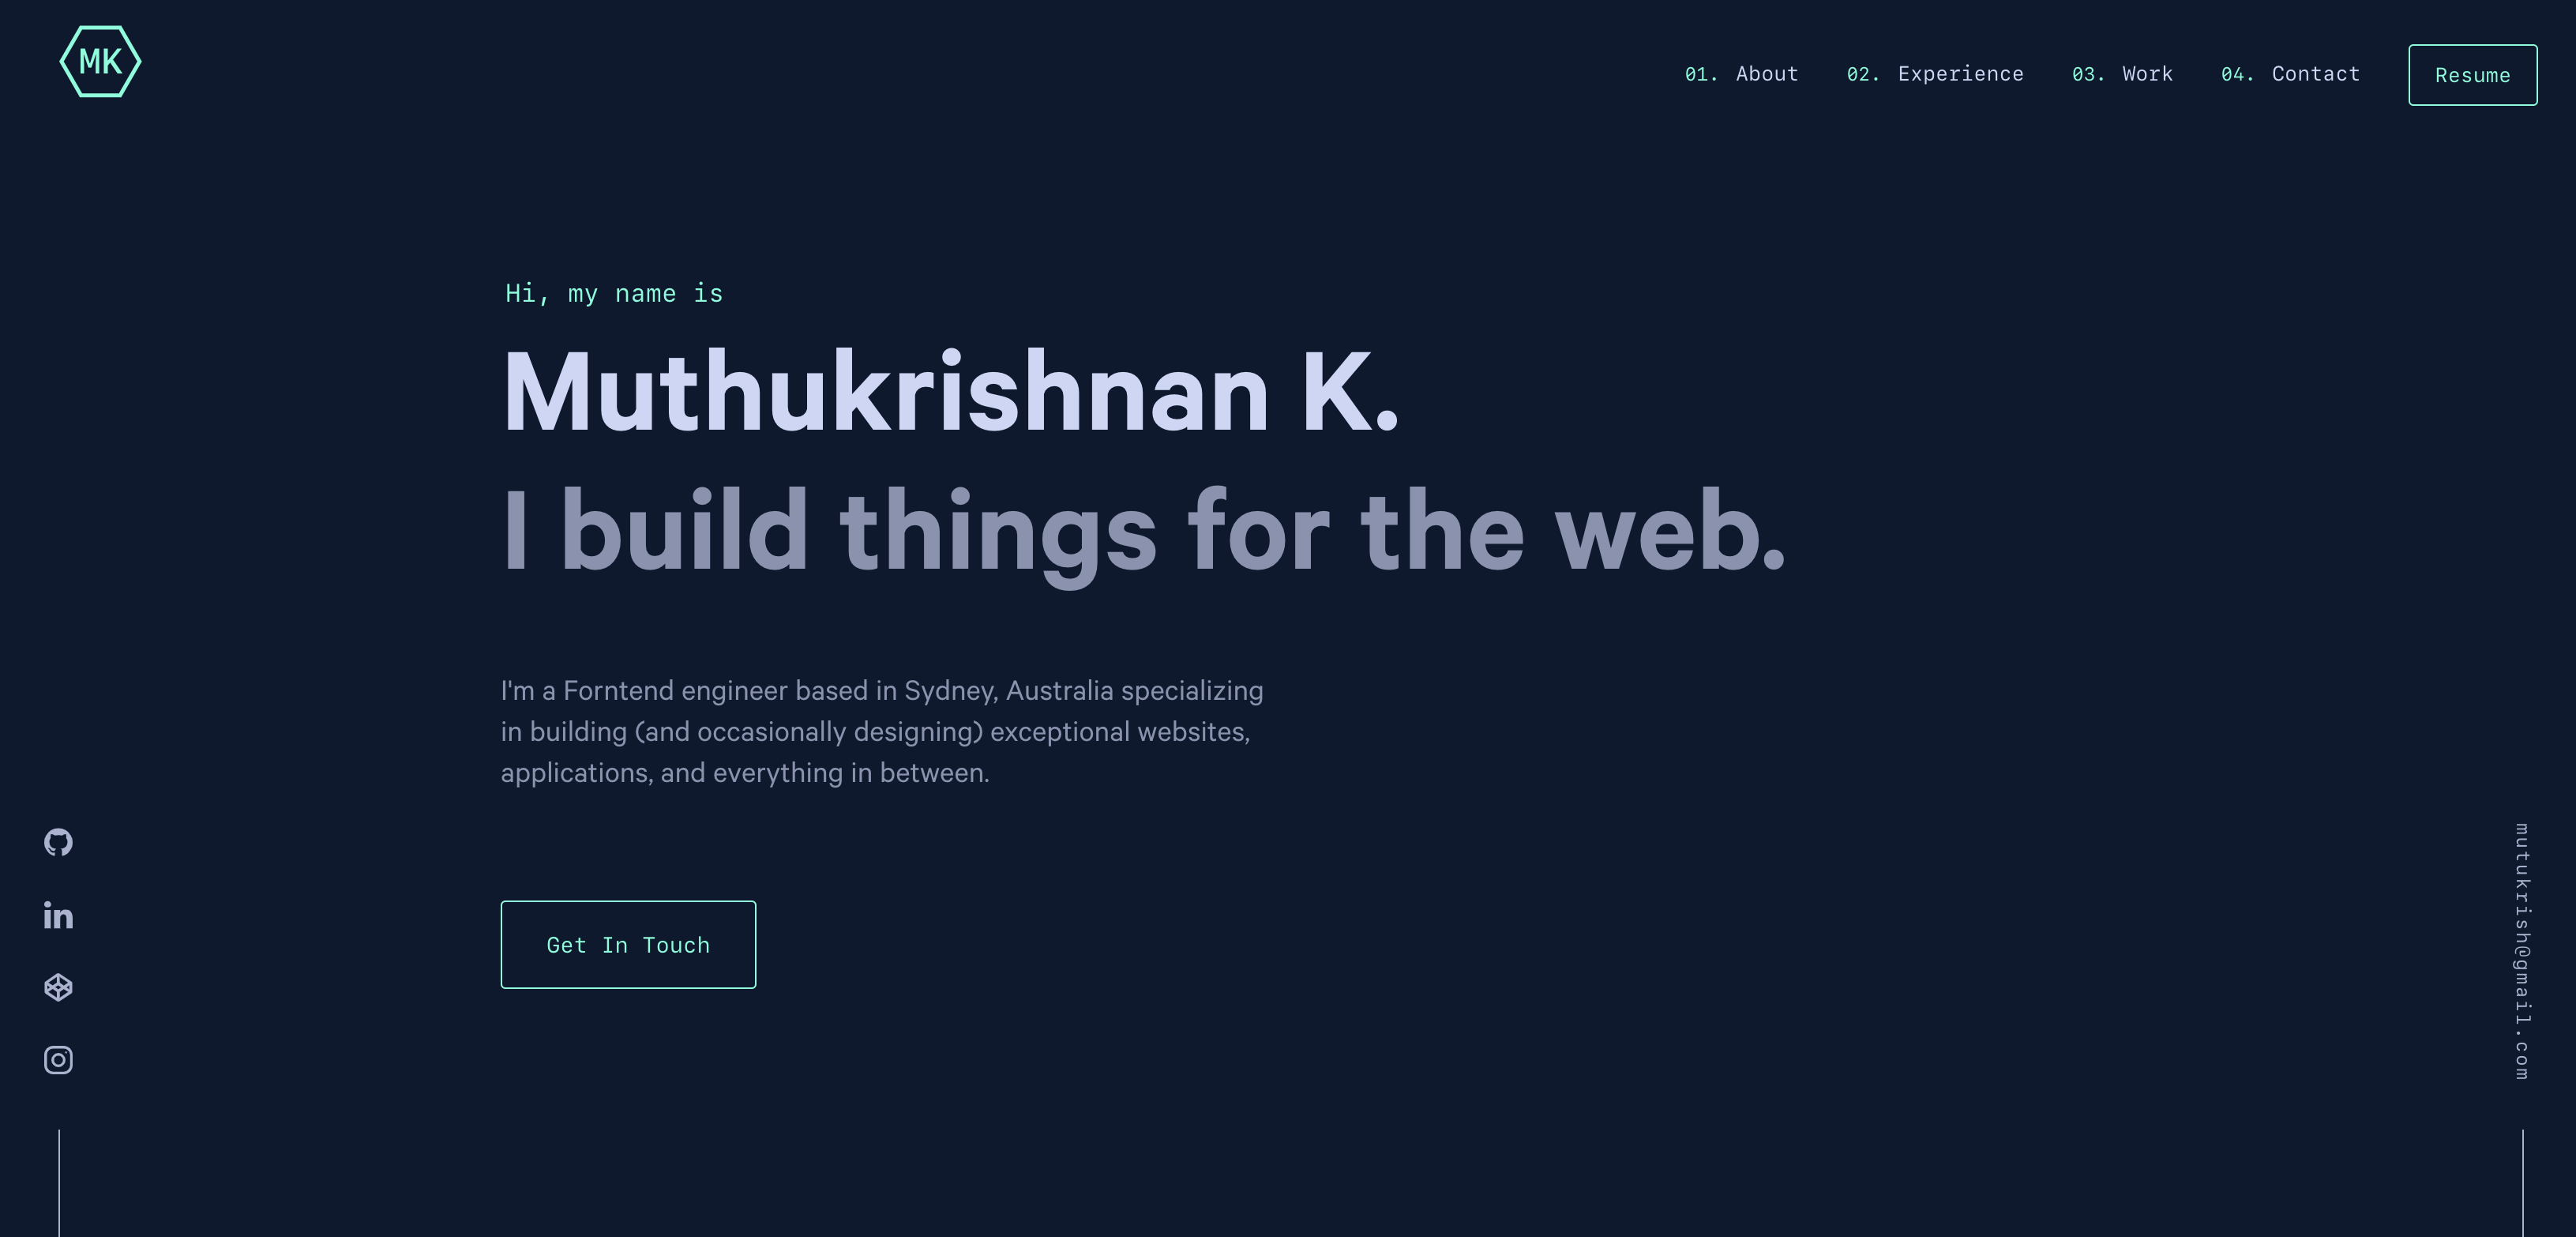 MK
01. About 02. Experience 03. Work 04. Contact Resume
Hi, my name is
Muthukrishnan K.
I build things for the web.
I'm a Forntend engineer based in Sydney, Australia specializing
in building (and occasionally designing) exceptional websites,
applications, and everything in between.
in
Get In Touch
mutukrish@gmail.com